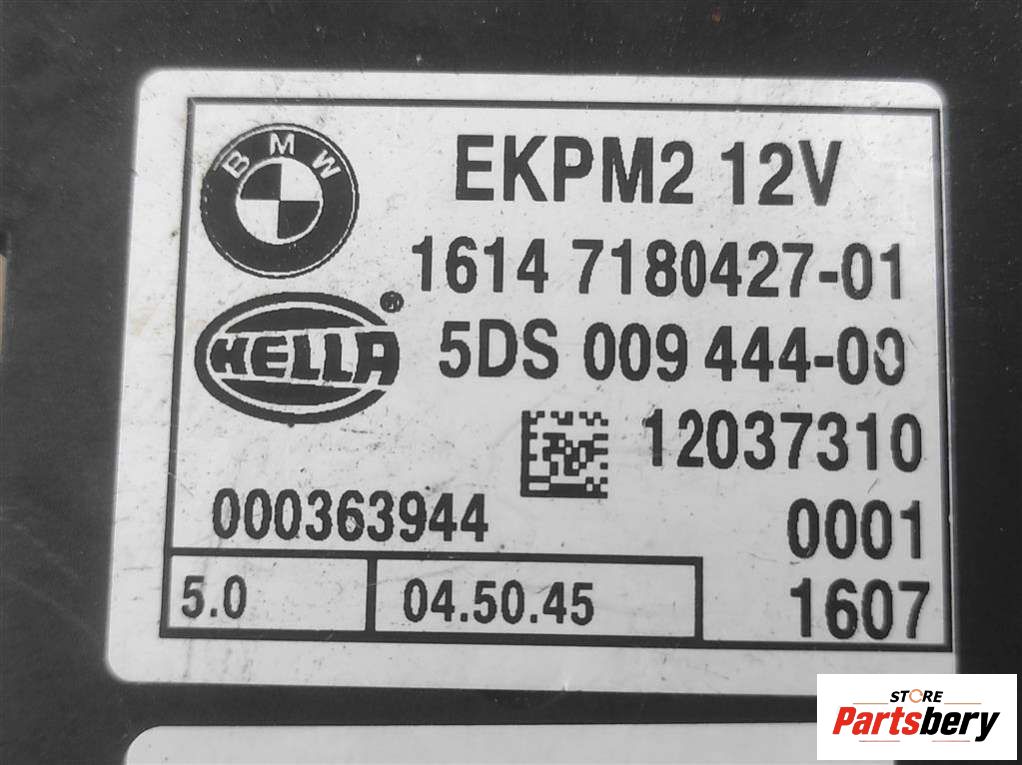 BMW
EKPM2 12V
1614 7180427-01
HELLA®
5DS 009 444-00
12037310
000363944
0001
5.0
04.50.45
1607
STORE
Partsbery